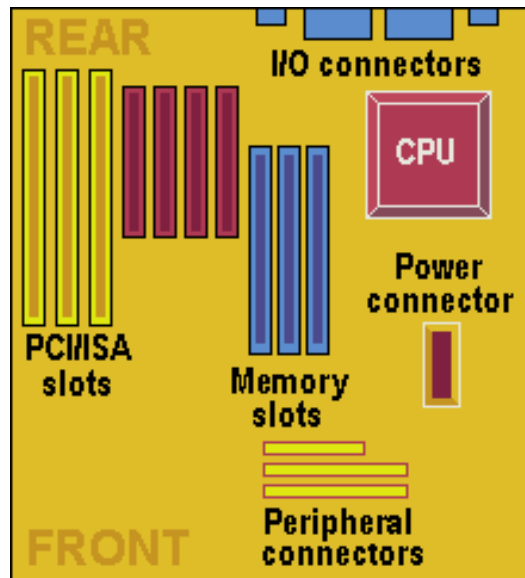 REAR
I/O connectors
CPU
Power
connector
PCI/ISA
slots
Memory
slots
Peripheral
connectors
FRONT